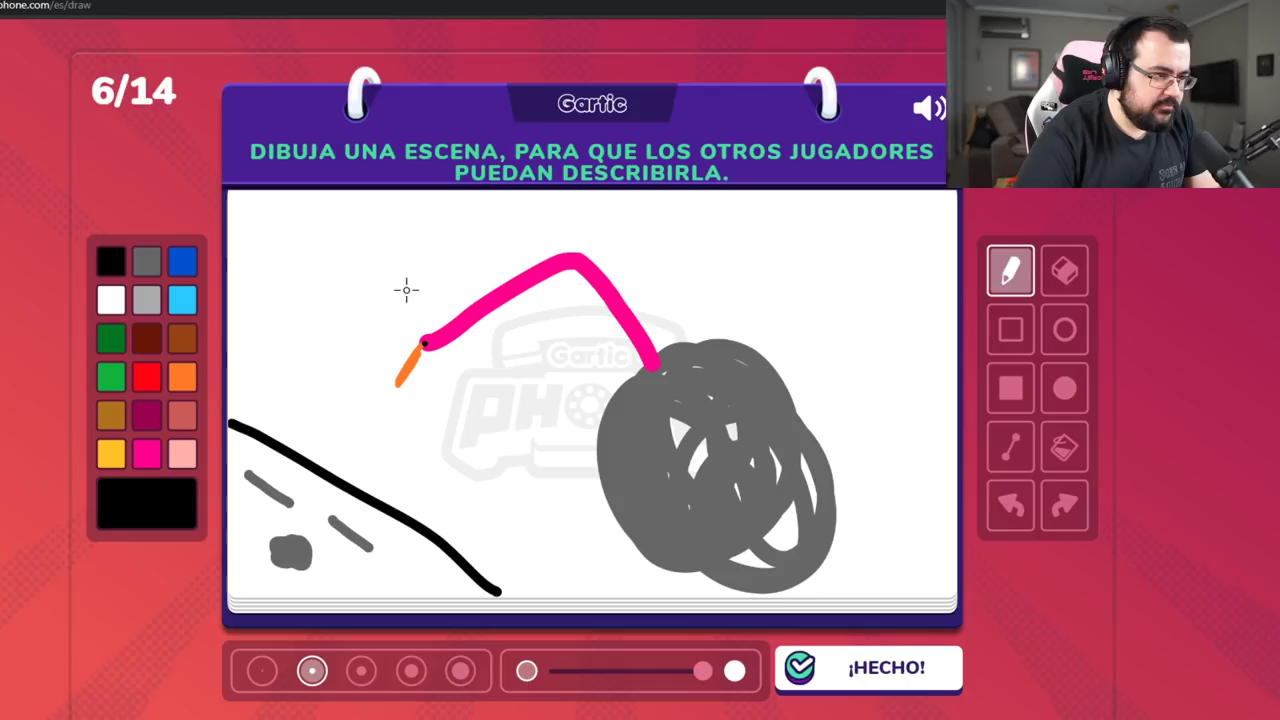 phone.com/es/draw
6/14
Gartic
DIBUJA UNA ESCENA, PARA QUE LOS OTROS JUGADORES
PUEDAN DESCRIBIRLA.
Gartic
PHO
¡HECHO!